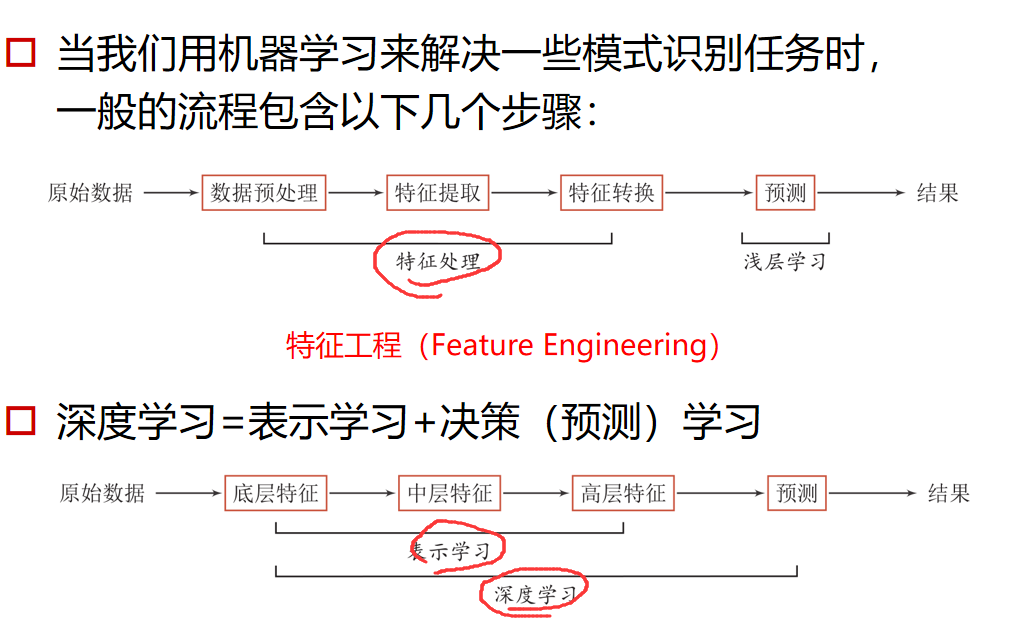 当我们用机器学习来解决一些模式识别任务时，
一般的流程包含以下几个步骤：
原始数据 数据预处理 特征提取 特征转换 预测 结果
特征处理 浅层学习
特征工程（Feature Engineering）
深度学习=表示学习+决策（预测）学习
原始数据 底层特征 中层特征 高层特征 预测 结果
表示学习
深度学习